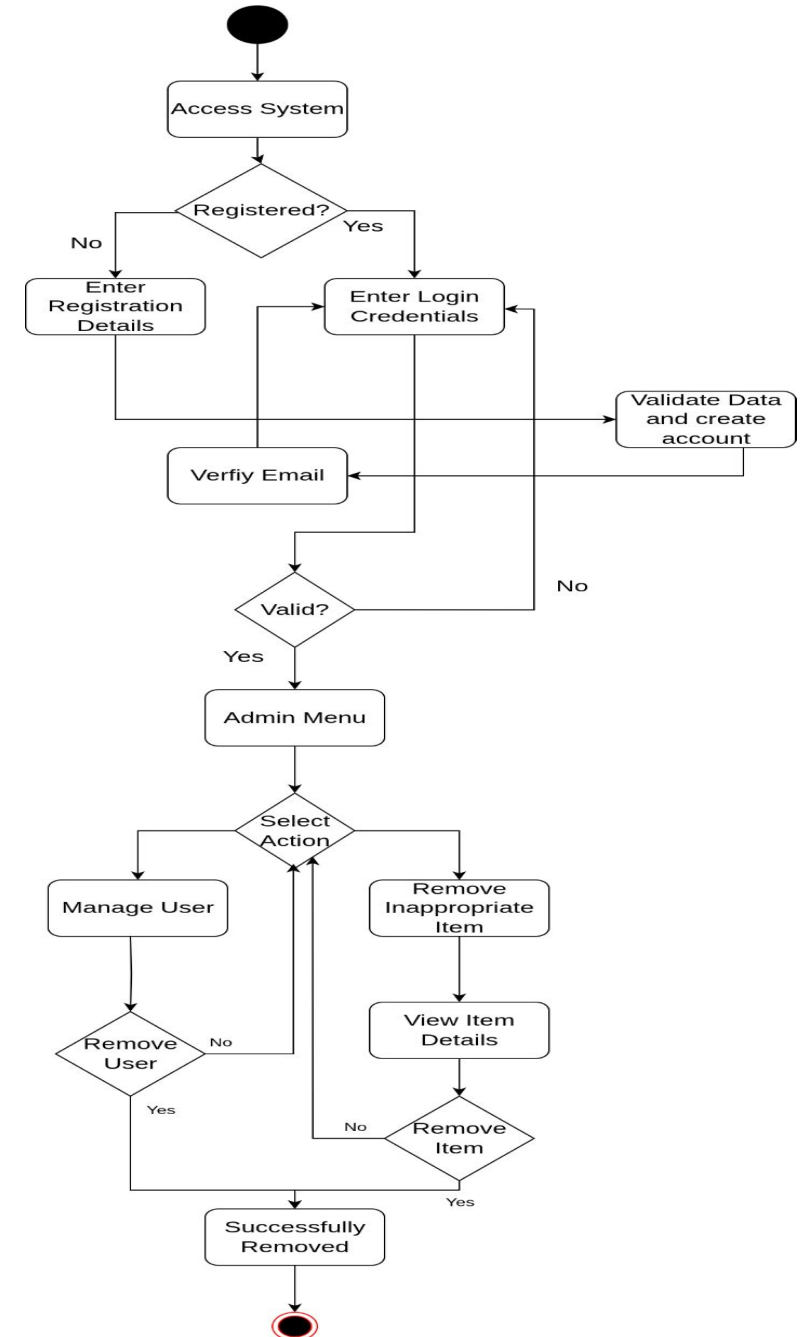 Access System
Registered?
Yes
No
Enter
Registration
Details
Enter Login
Credentials
Validate Data
and create
account
Verfiy Email
Valid?
No
Yes
Admin Menu
Select
Action
Manage User
Remove
Inappropriate
Item
View Item
Details
Remove
User
No
Yes
Remove
Item
No
Yes
Successfully
Removed